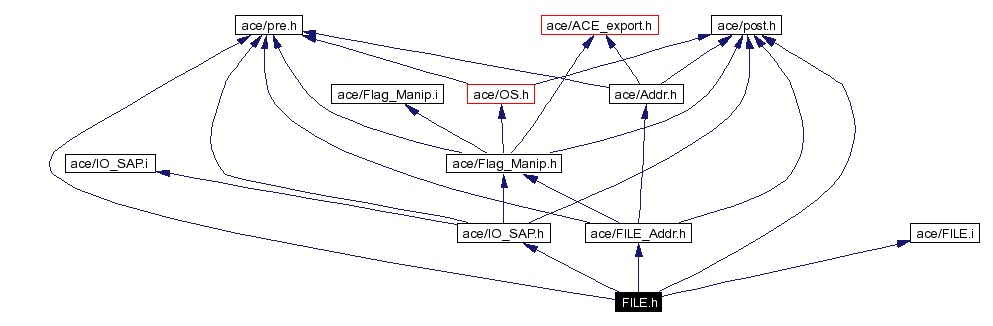 ace/pre.h
ace/ACE_export.h
ace/post.h
ace/Flag_Manip.i
ace/OS.h
ace/Addr.h
ace/IO_SAP.i
ace/Flag_Manip.h
ace/IO_SAP.h
ace/FILE_Addr.h
ace/FILE.i
FILE.h